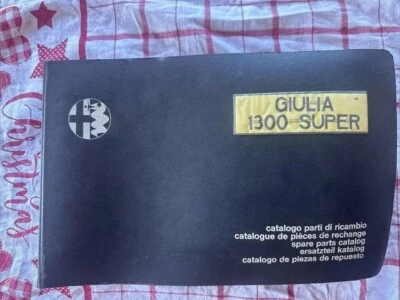 GIULIA
1300 SUPER
catalogo parti di ricambio
catalogue de pièces de rechange
spare parts catalog
ersatzteil katalog
catalogo de piezas de repuesto
Christmas